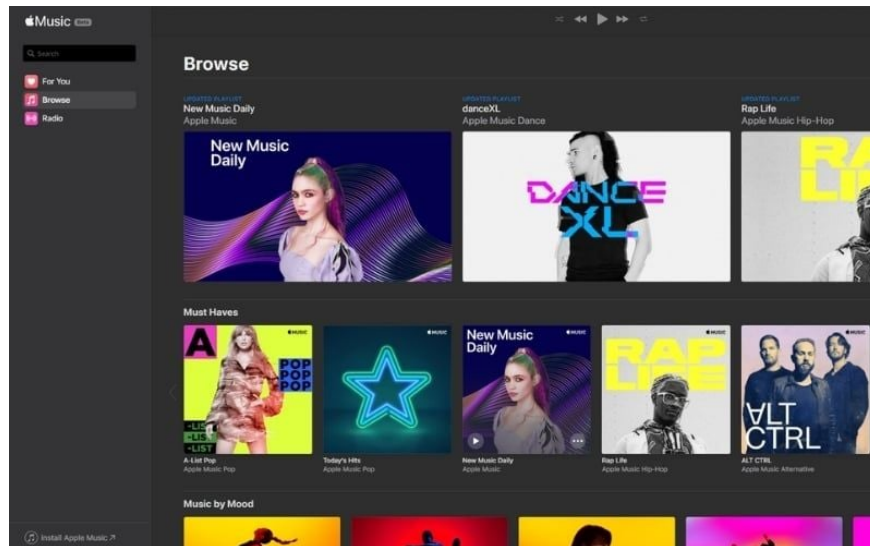 Music Beta
Search
For You
Browse
Radio
Install Apple Music
Browse
UPDATED PLAYLIST
New Music Daily
Apple Music
New Music
Daily
UPDATED PLAYLIST
danceXL
Apple Music Dance
DANCE
XL
UPDATED PLAYLIST
Rap Life
Apple Music Hip-Hop
RA
LI
Must Haves
A
POP
POP
POP
-LIST
-LIST
-LIST
A-List Pop
Apple Music Pop
MUSIC
Today's Hits
Apple Music Pop
New Music
Daily
MUSIC
New Music Daily
Apple Music
MUSIC
RAP
LIFE
Rap Life
Apple Music Hip-Hop
MUSIC
ALT
CTRL
ALT CTRL
Apple Music Alternative
Music by Mood